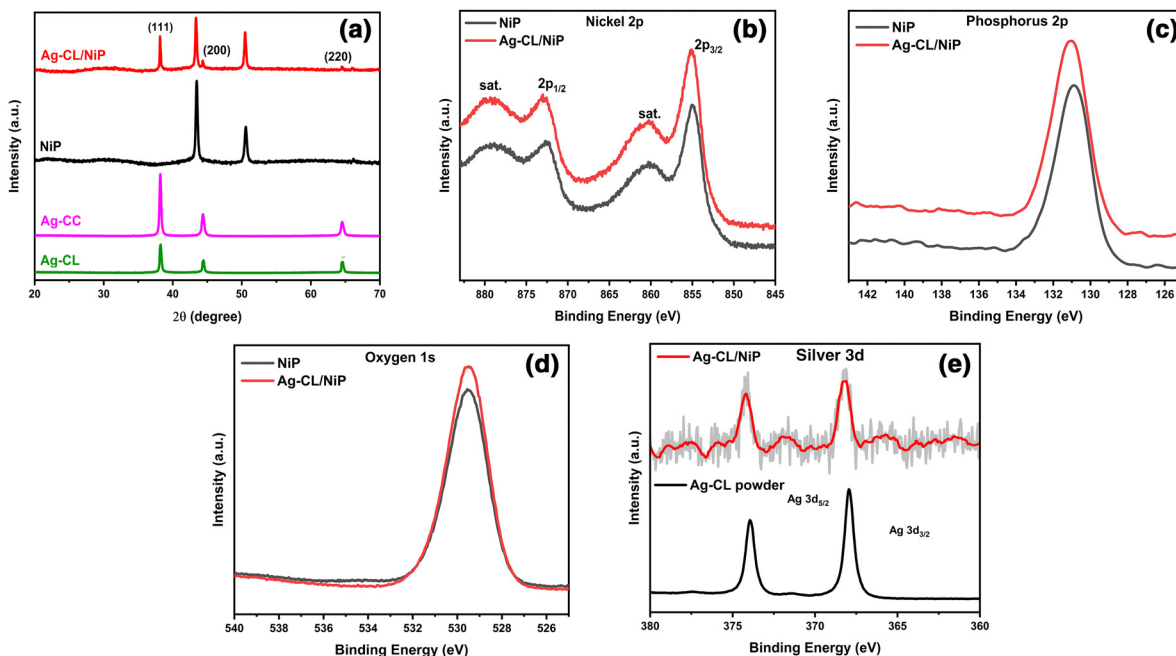 (a)
(111)
(200)
(220)
Ag-CL/NiP
NiP
Ag-CC
Ag-CL
Intensity (a.u.)
20 30 40 50 60 70
2θ (degree)
(b)
NiP
Ag-CL/NiP
Nickel 2p
2p3/2
sat.
2p1/2
sat.
Intensity (a.u.)
880 875 870 865 860 855 850 845
Binding Energy (eV)
Phosphorus 2p
(c)
NiP
Ag-CL/NiP
Intensity (a.u.)
142 140 138 136 134 132 130 128 126
Binding Energy (eV)
NiP
Ag-CL/NiP
Oxygen 1s
(d)
Intensity (a.u.)
540 538 536 534 532 530 528 526
Binding Energy (eV)
Ag-CL/NiP
Silver 3d
(e)
Ag-CL powder
Ag 3d5/2
Ag 3d3/2
Intensity (a.u.)
380 375 370 365 360
Binding Energy (eV)